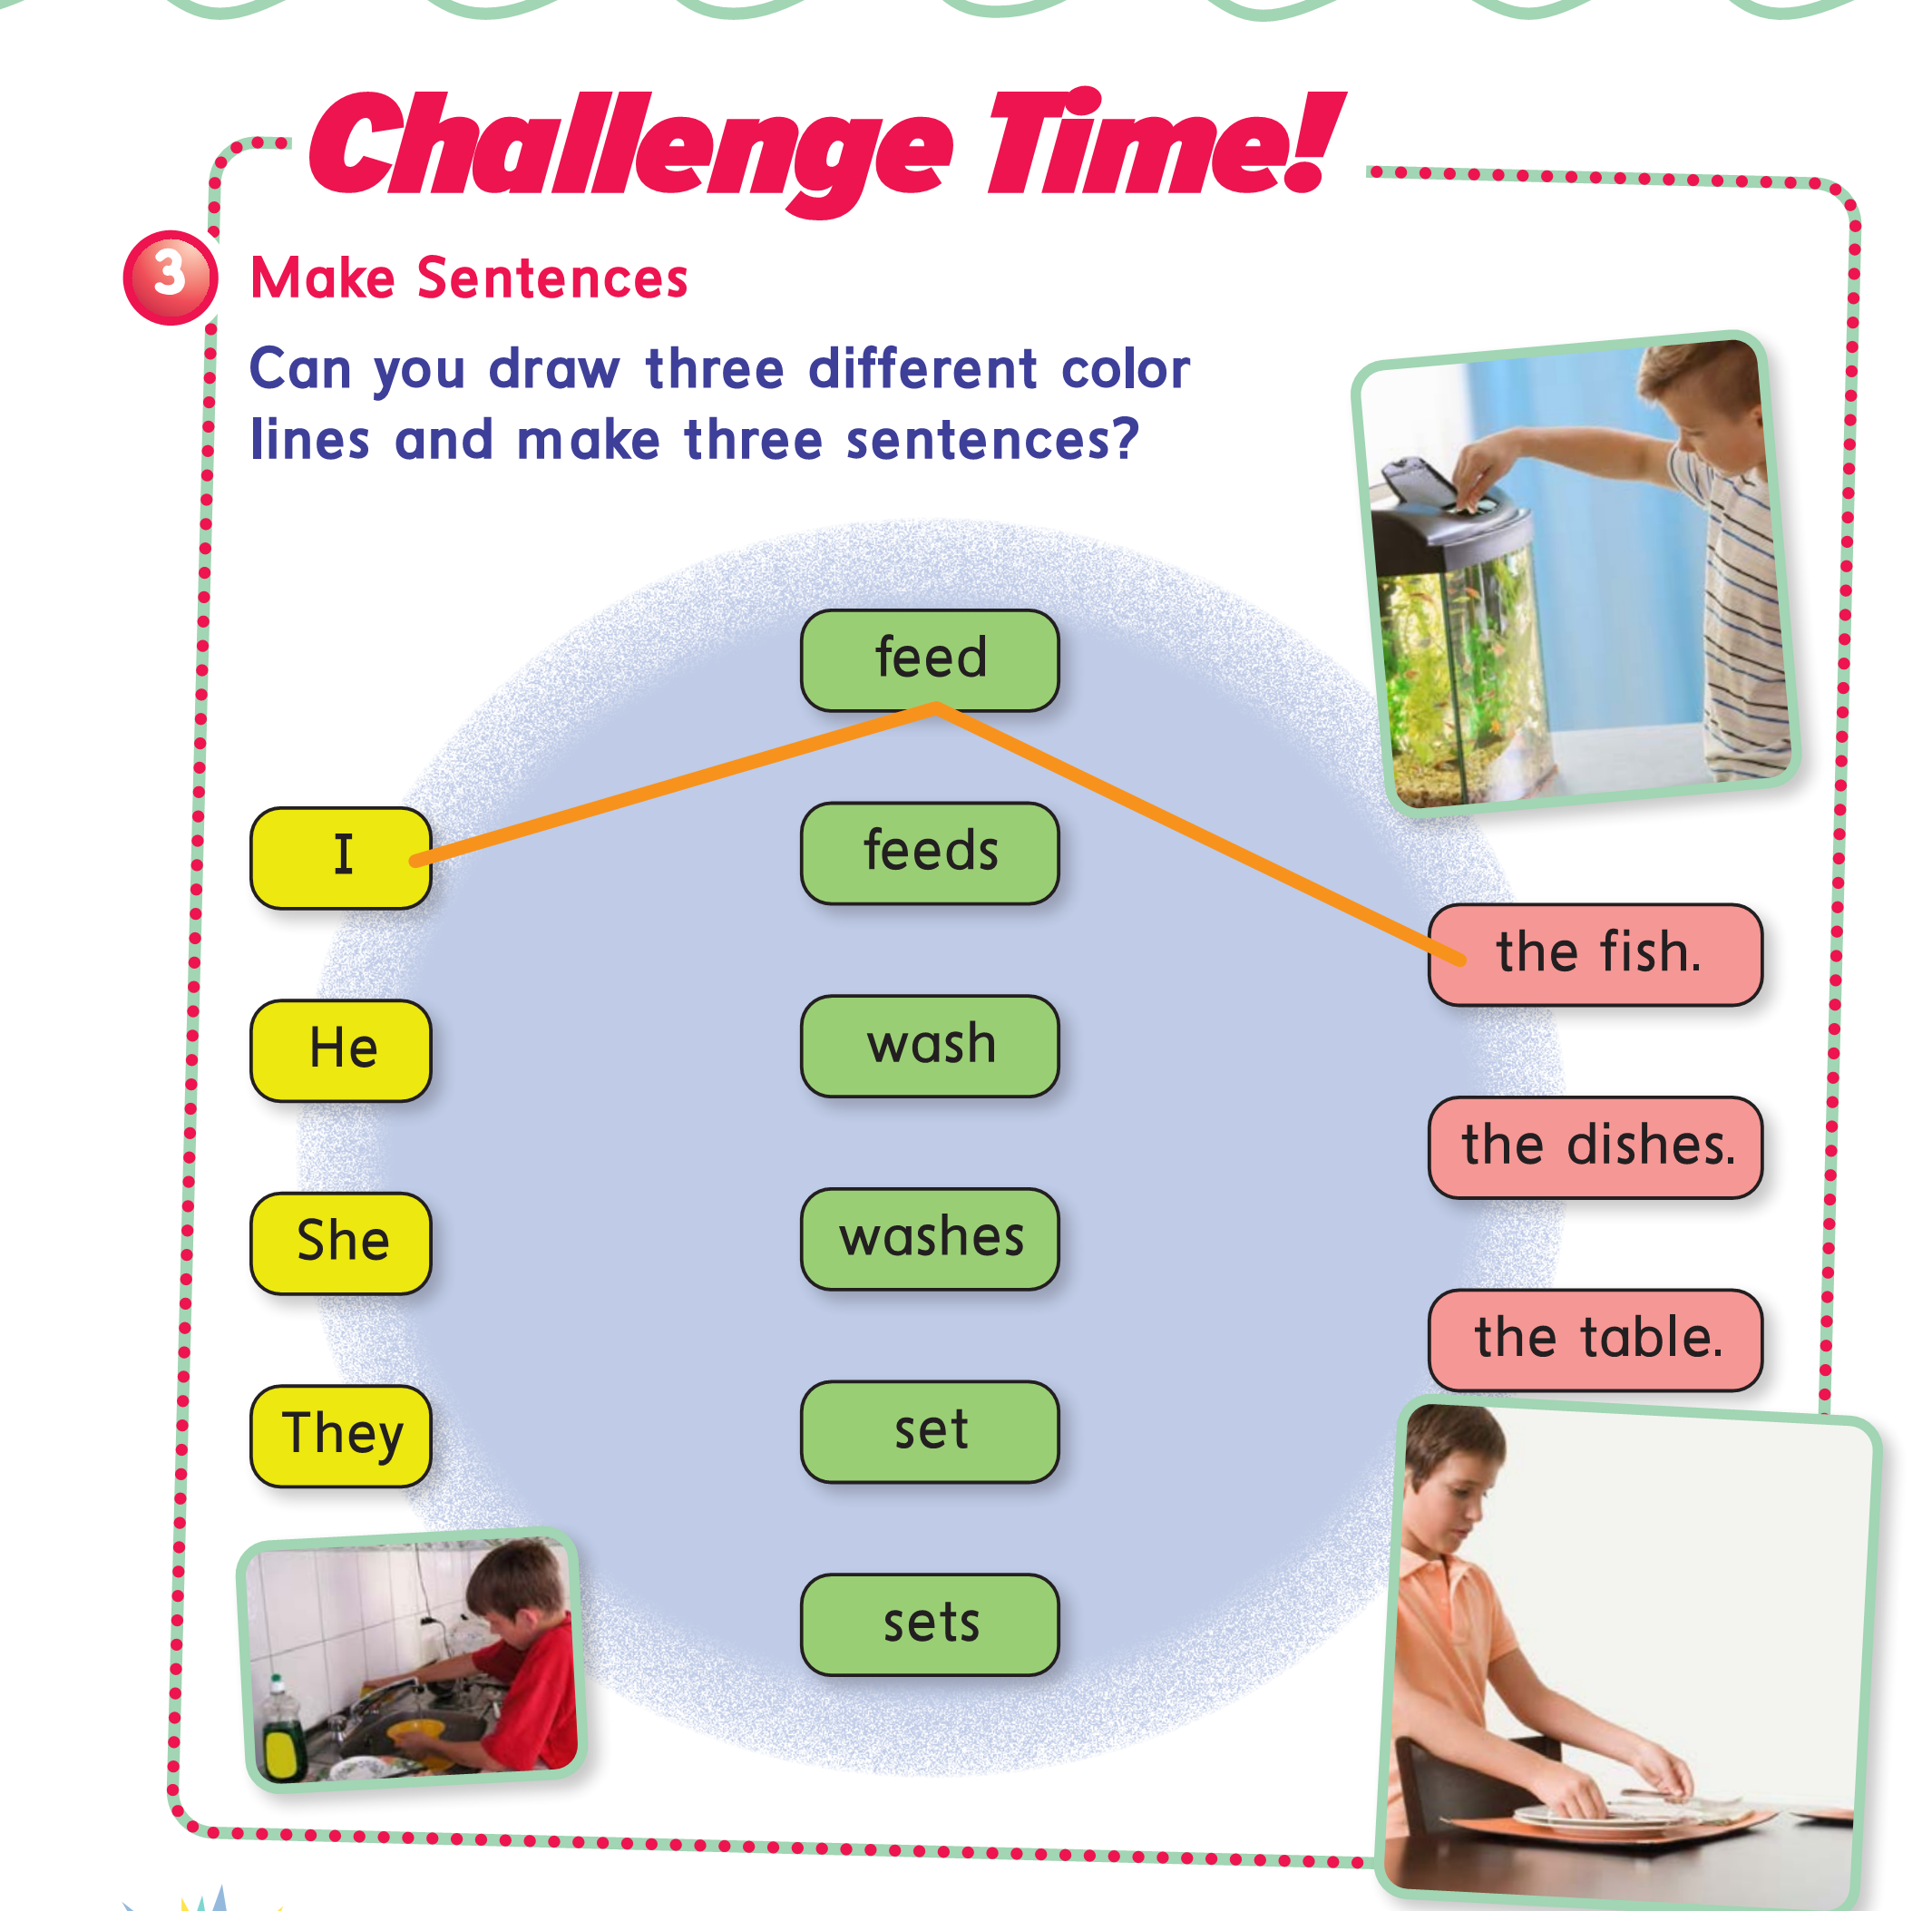 Challenge Time!
3
Make Sentences
Can you draw three different color
lines and make three sentences?
feed
I
feeds
the fish.
He
wash
the dishes.
She
washes
the table.
They
set
sets